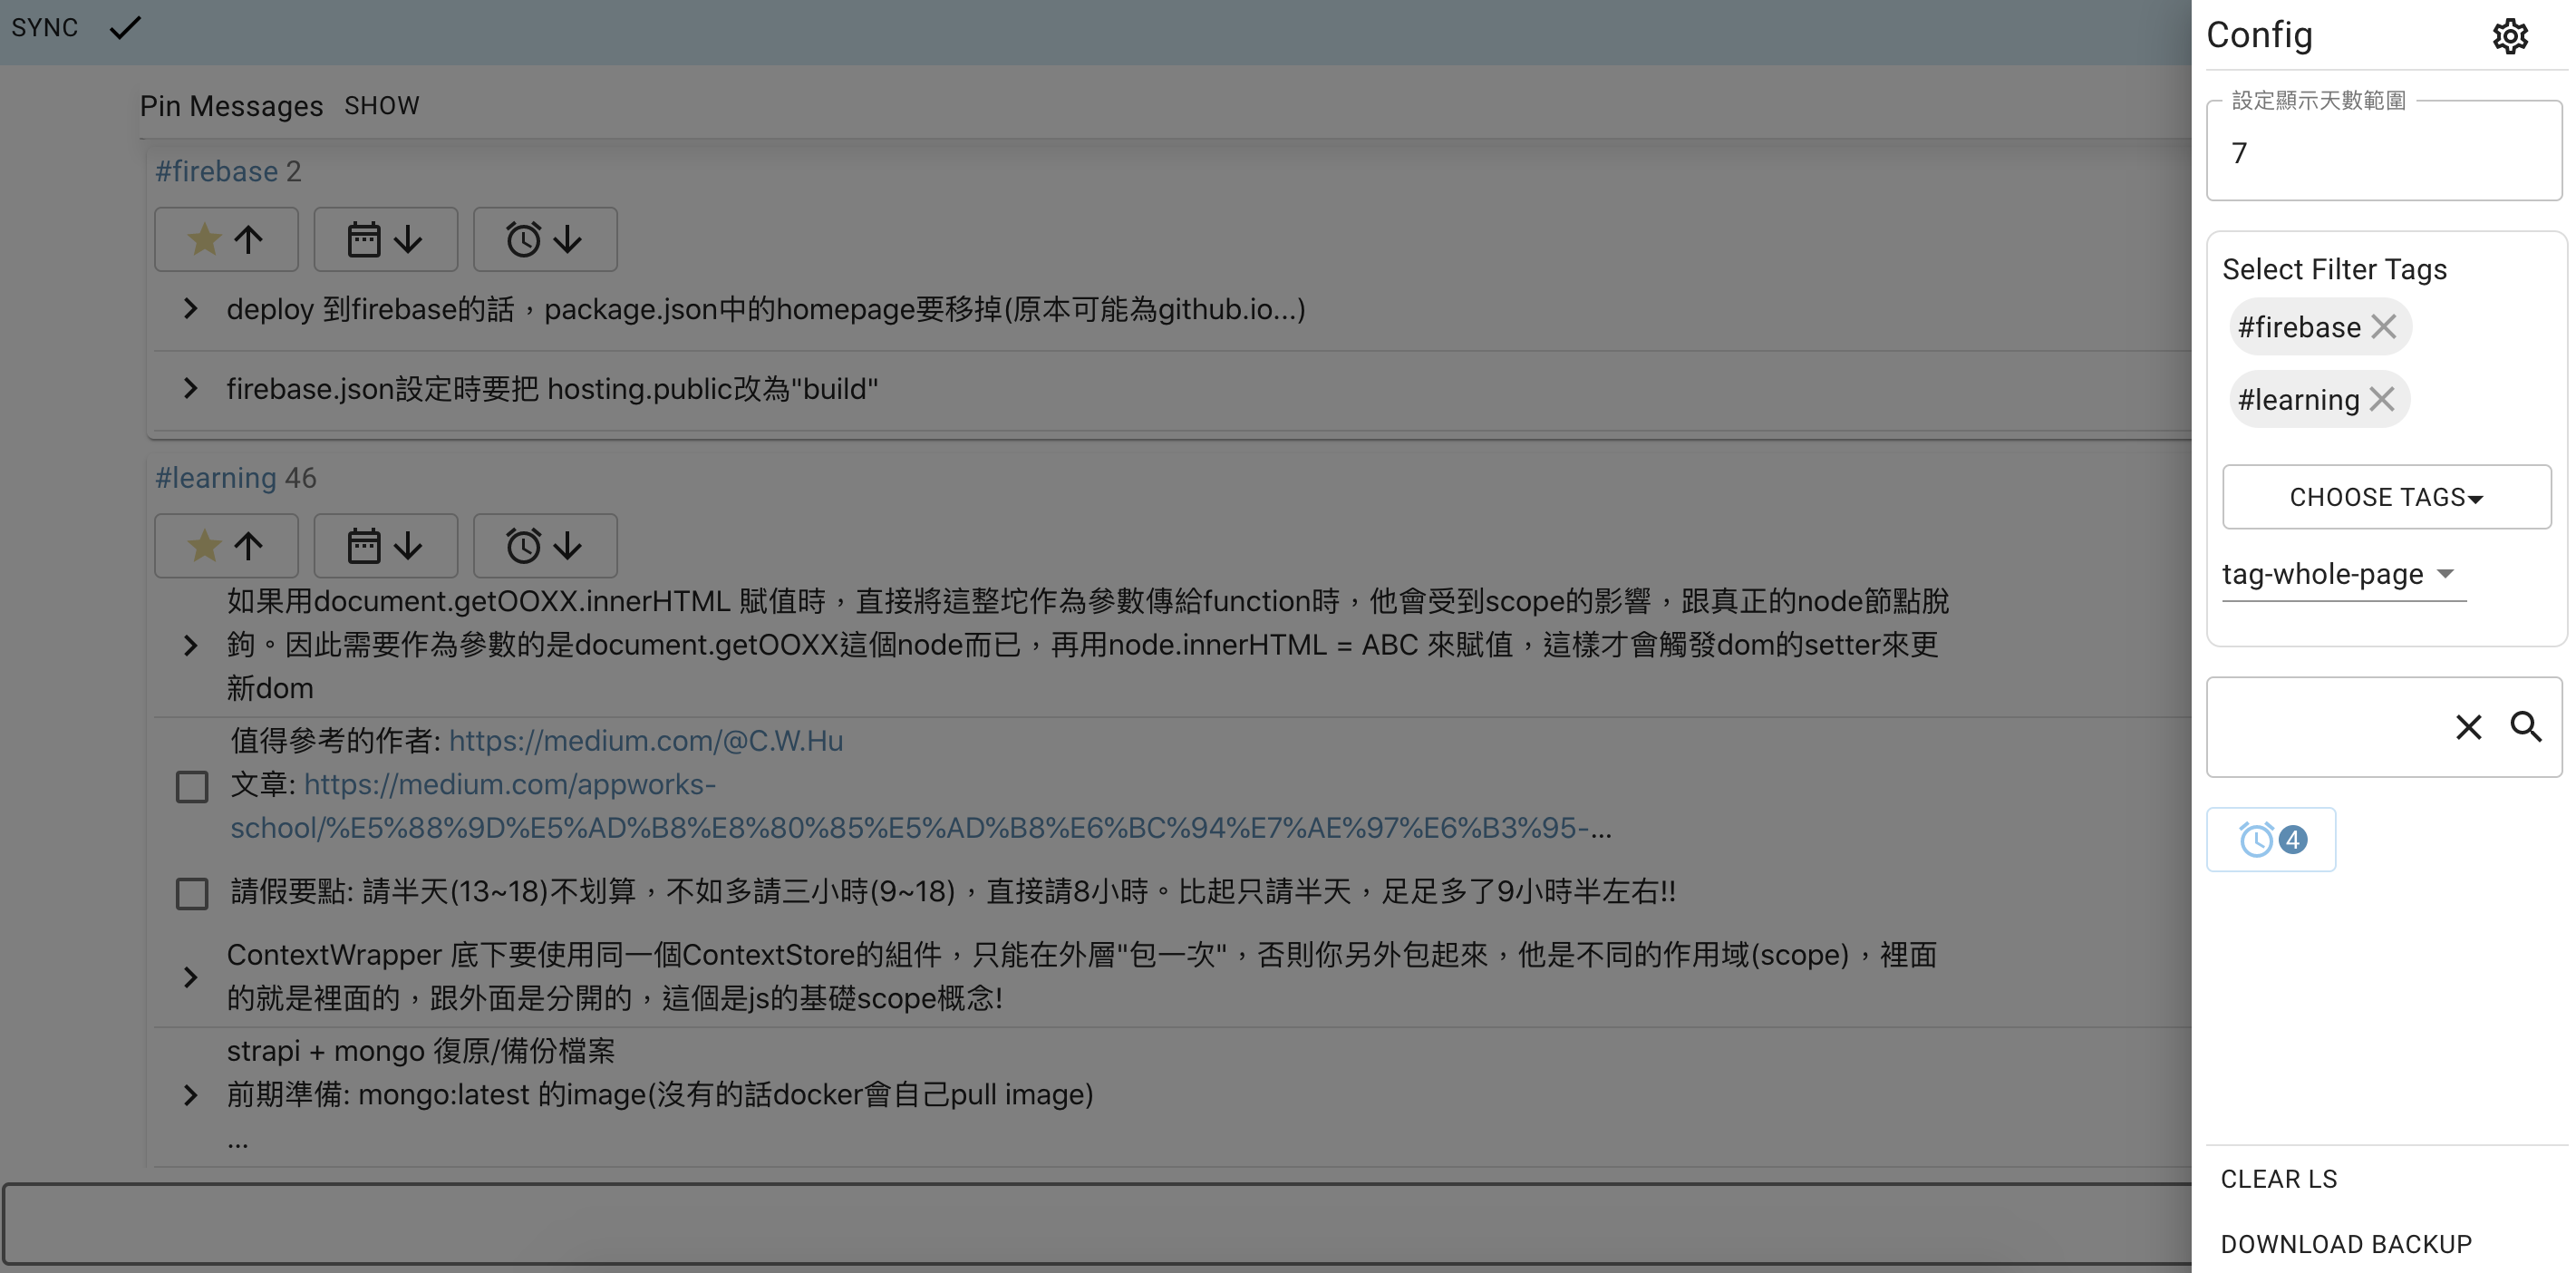 SYNC
Pin Messages SHOW
#firebase 2
deploy 到firebase的話，package.json中的homepage要移掉(原本可能為github.io...)
firebase.json設定時要把 hosting.public改為"build"
#learning 46
如果用document.getOOXX.innerHTML 賦值時，直接將這整坨作為參數傳給function時，他會受到scope的影響，跟真正的node節點脫
鉤。因此需要作為參數的是document.getOOXX這個node而已，再用node.innerHTML = ABC 來賦值，這樣才會觸發dom的setter來更
新dom
值得參考的作者: https://medium.com/@C.W.Hu
文章: https://medium.com/appworks-
school/%E5%88%9D%E5%AD%B8%E8%80%85%E5%AD%B8%E6%BC%94%E7%AE%97%E6%B3%95-...
請假要點: 請半天(13~18)不划算，不如多請三小時(9~18)，直接請8小時。比起只請半天，足足多了9小時半左右!!
ContextWrapper 底下要使用同一個ContextStore的組件，只能在外層"包一次"，否則你另外包起來，他是不同的作用域(scope)，裡面
的就是裡面的，跟外面是分開的，這個是js的基礎scope概念!
strapi + mongo 復原/備份檔案
前期準備: mongo:latest 的image(沒有的話docker會自己pull image)
...
Config
設定顯示天數範圍
7
Select Filter Tags
#firebase
#learning
CHOOSE TAGS
tag-whole-page
4
CLEAR LS
DOWNLOAD BACKUP